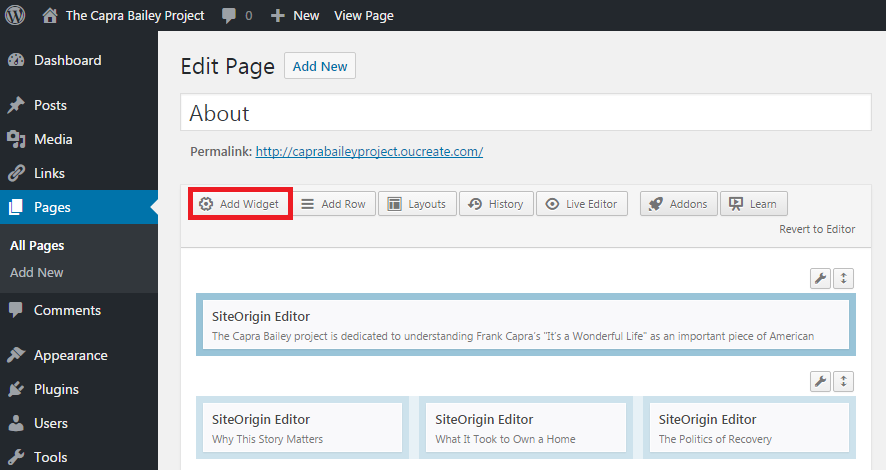 The Capra Bailey Project 0 New View Page
Dashboard
Posts
Media
Links
Pages
All Pages
Add New
Comments
Appearance
Plugins
Users
Tools
Edit Page Add New
About
Permalink: http://caprabaileyproject.oucreate.com/
Add Widget Add Row Layouts History Live Editor Addons Learn
Revert to Editor
SiteOrigin Editor
The Capra Bailey project is dedicated to understanding Frank Capra's "It's a Wonderful Life" as an important piece of American
SiteOrigin Editor
Why This Story Matters
SiteOrigin Editor
What It Took to Own a Home
SiteOrigin Editor
The Politics of Recovery